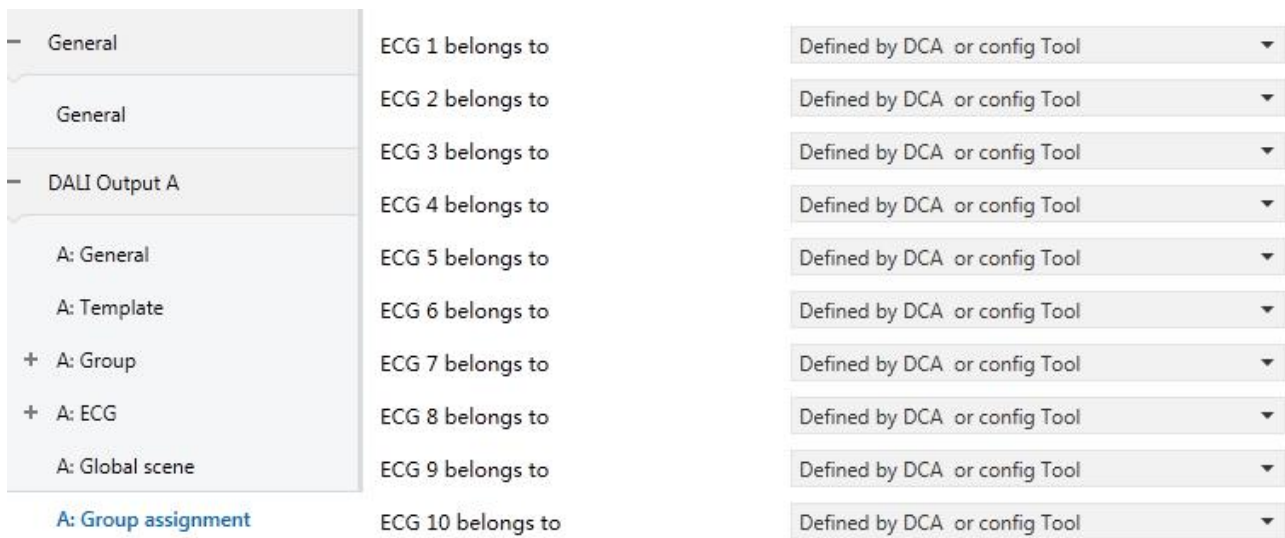 General
General
DALI Output A
A: General
A: Template
A: Group
A: ECG
A: Global scene
A: Group assignment
ECG 1 belongs to Defined by DCA or config Tool
ECG 2 belongs to Defined by DCA or config Tool
ECG 3 belongs to Defined by DCA or config Tool
ECG 4 belongs to Defined by DCA or config Tool
ECG 5 belongs to Defined by DCA or config Tool
ECG 6 belongs to Defined by DCA or config Tool
ECG 7 belongs to Defined by DCA or config Tool
ECG 8 belongs to Defined by DCA or config Tool
ECG 9 belongs to Defined by DCA or config Tool
ECG 10 belongs to Defined by DCA or config Tool